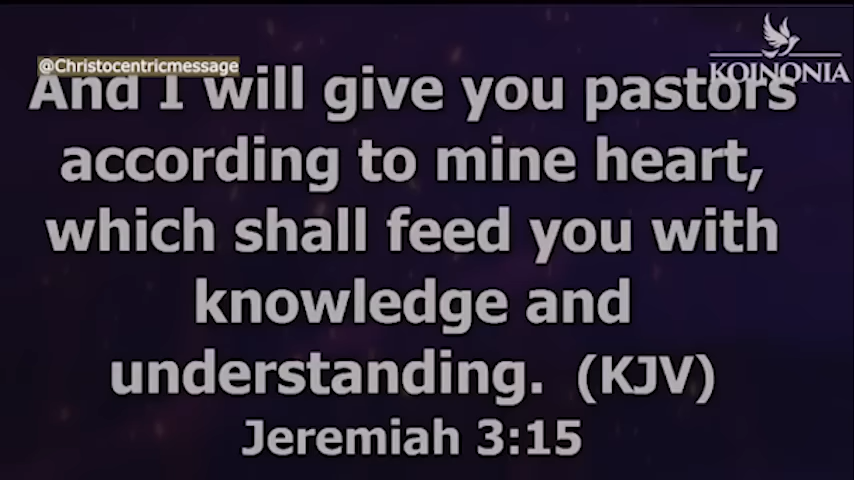 @Christocentricmessage
KOINONIA
And I will give you pastors
according to mine heart,
which shall feed you with
knowledge and
understanding. (KJV)
Jeremiah 3:15